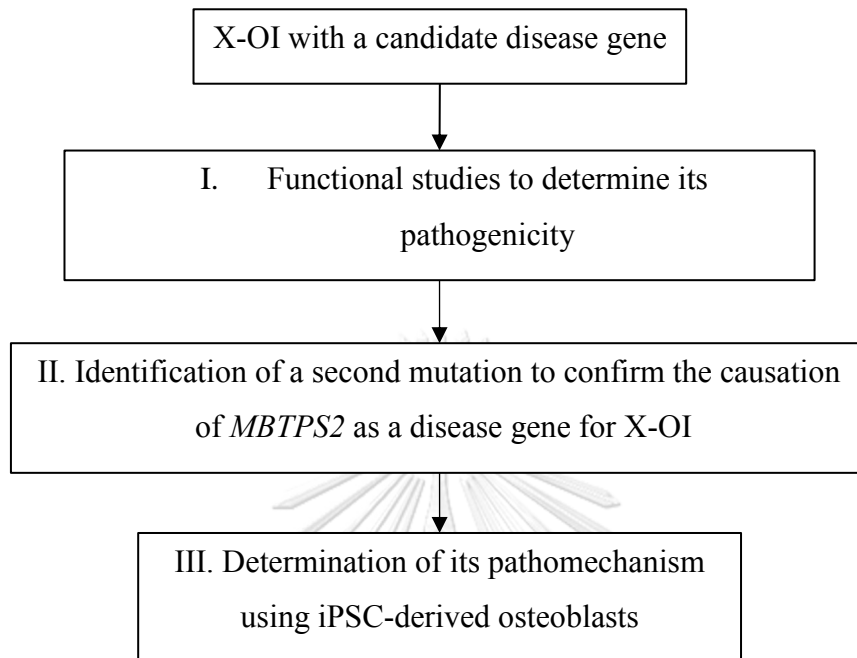 X-OI with a candidate disease gene
I. Functional studies to determine its
pathogenicity
II. Identification of a second mutation to confirm the causation
of MBTPS2 as a disease gene for X-OI
III. Determination of its pathomechanism
using iPSC-derived osteoblasts